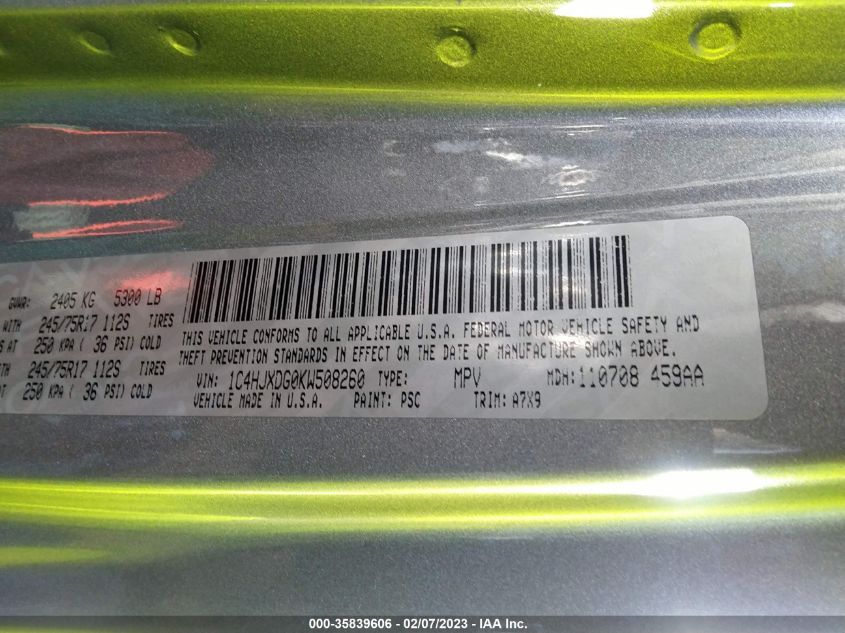 GVWR: 2405 KG 5300 LB
WITH 245/75R17 112S TIRES
AT 250 KPA ( 36 PSI) COLD
WITH 245/75R17 112S TIRES
250 KPA ( 36 PSI) COLD
THIS VEHICLE CONFORMS TO ALL APPLICABLE U.S.A. FEDERAL MOTOR VEHICLE SAFETY AND
THEFT PREVENTION STANDARDS IN EFFECT ON THE DATE OF MANUFACTURE SHOWN ABOVE.
VIN: 1C4HJXDG0KW508260 TYPE: MPV MDH: 110708 459AA
VEHICLE MADE IN U.S.A. PAINT: PSC TRIM: A7X9
000-35839606 - 02/07/2023 - IAA Inc.